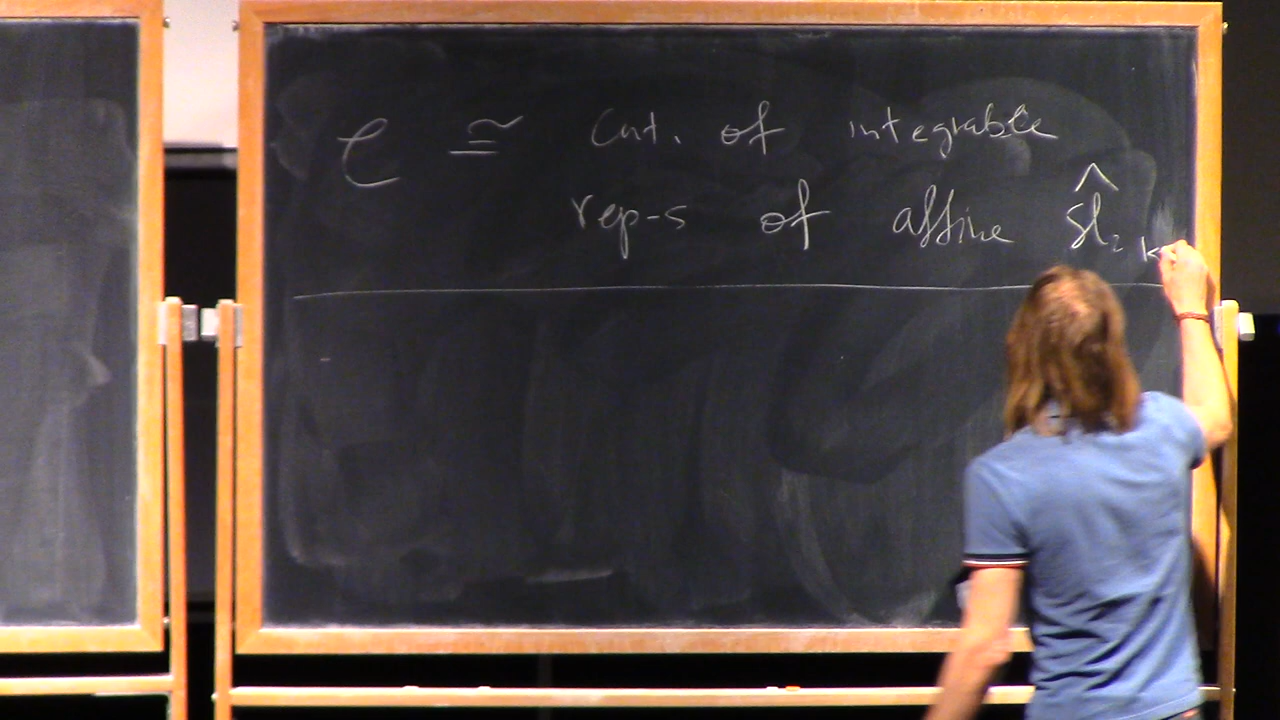 C ≅ Cat. of integrable
rep-s of affine ŝl₂ k